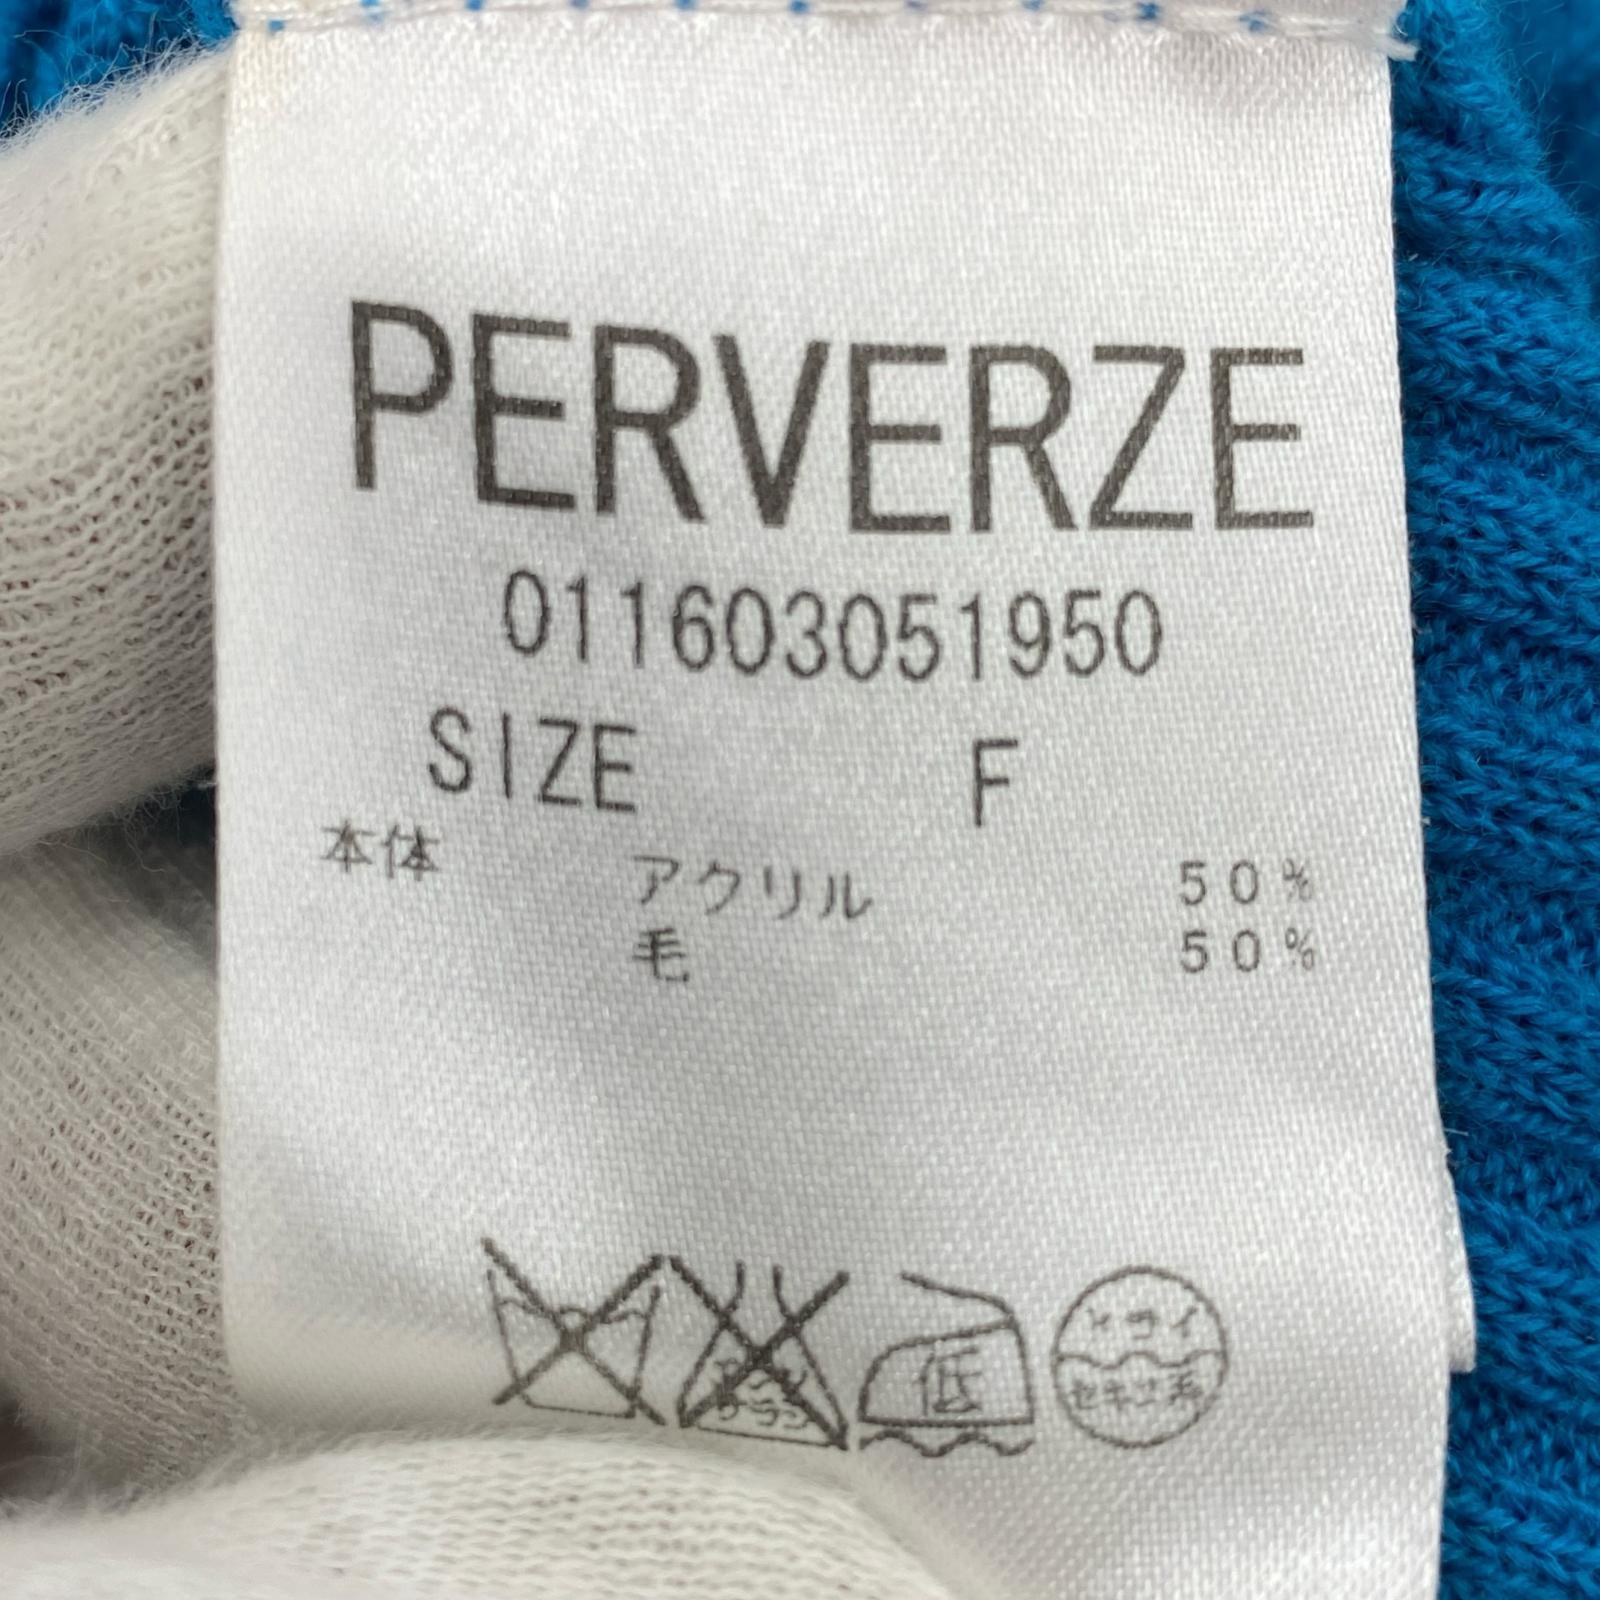 PERVERZE
011603051950
SIZE F
本体 アクリル 50%
毛 50%
低
ドライ
セキユ系